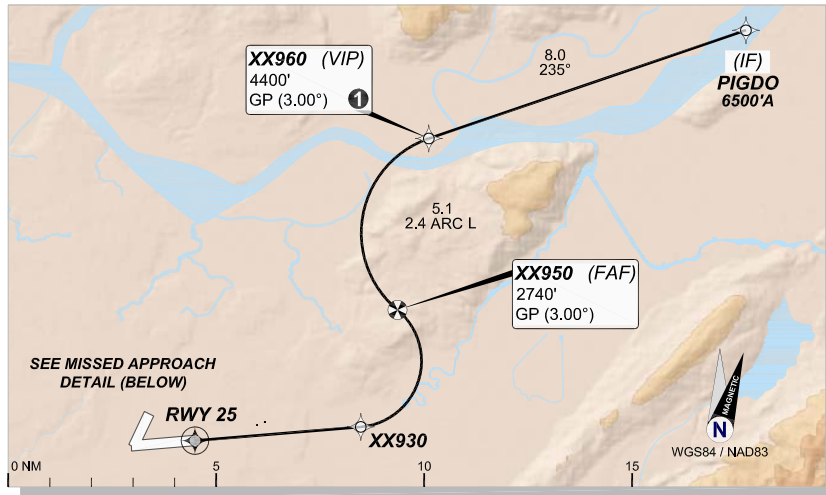 XX960 (VIP)
4400'
GP (3.00°) 1
8.0
235°
(IF)
PIGDO
6500'A
5.1
2.4 ARC L
XX950 (FAF)
2740'
GP (3.00°)
SEE MISSED APPROACH
DETAIL (BELOW)
RWY 25
XX930
MAGNETIC
N
WGS84 / NAD83
0 NM 5 10 15